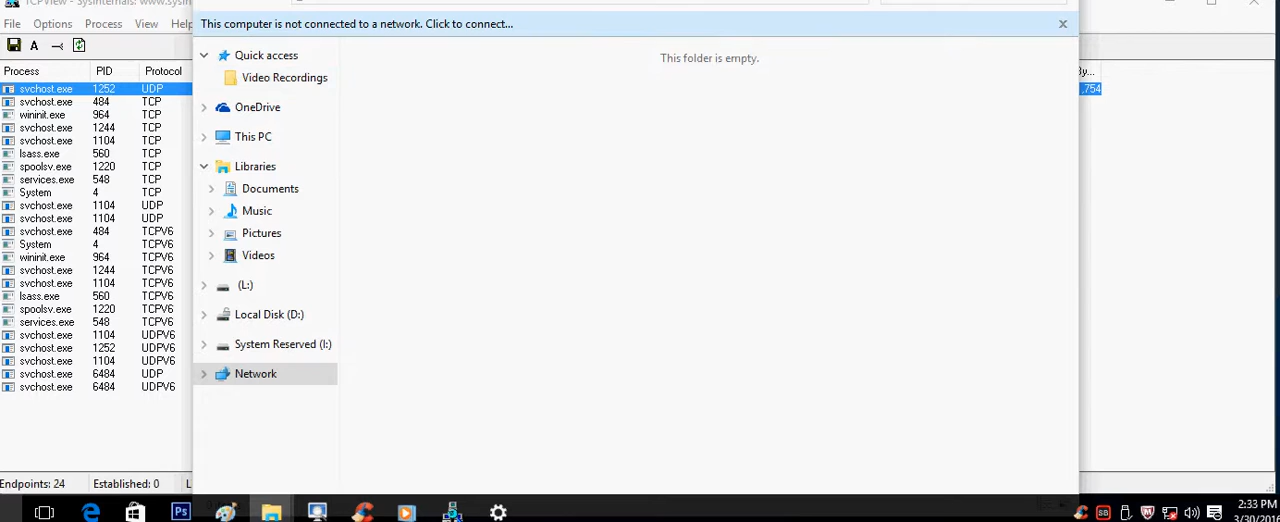 TCPView - Sysinternals: www.sysin
File Options Process View Help
A
Process PID Protocol
svchost.exe 1252 UDP
svchost.exe 484 TCP
wininit.exe 964 TCP
svchost.exe 1244 TCP
svchost.exe 1104 TCP
lsass.exe 560 TCP
spoolsv.exe 1220 TCP
services.exe 548 TCP
System 4 TCP
svchost.exe 1104 UDP
svchost.exe 1104 UDP
svchost.exe 484 TCPV6
System 4 TCPV6
wininit.exe 964 TCPV6
svchost.exe 1244 TCPV6
svchost.exe 1104 TCPV6
lsass.exe 560 TCPV6
spoolsv.exe 1220 TCPV6
services.exe 548 TCPV6
svchost.exe 1104 UDPV6
svchost.exe 1252 UDPV6
svchost.exe 1104 UDPV6
svchost.exe 6484 UDP
svchost.exe 6484 UDPV6
Endpoints: 24 Established: 0 L
This computer is not connected to a network. Click to connect...
Quick access
Video Recordings
OneDrive
This PC
Libraries
Documents
Music
Pictures
Videos
(L:)
Local Disk (D:)
System Reserved (I:)
Network
This folder is empty.
By...
,754
Ps
SB
2:33 PM